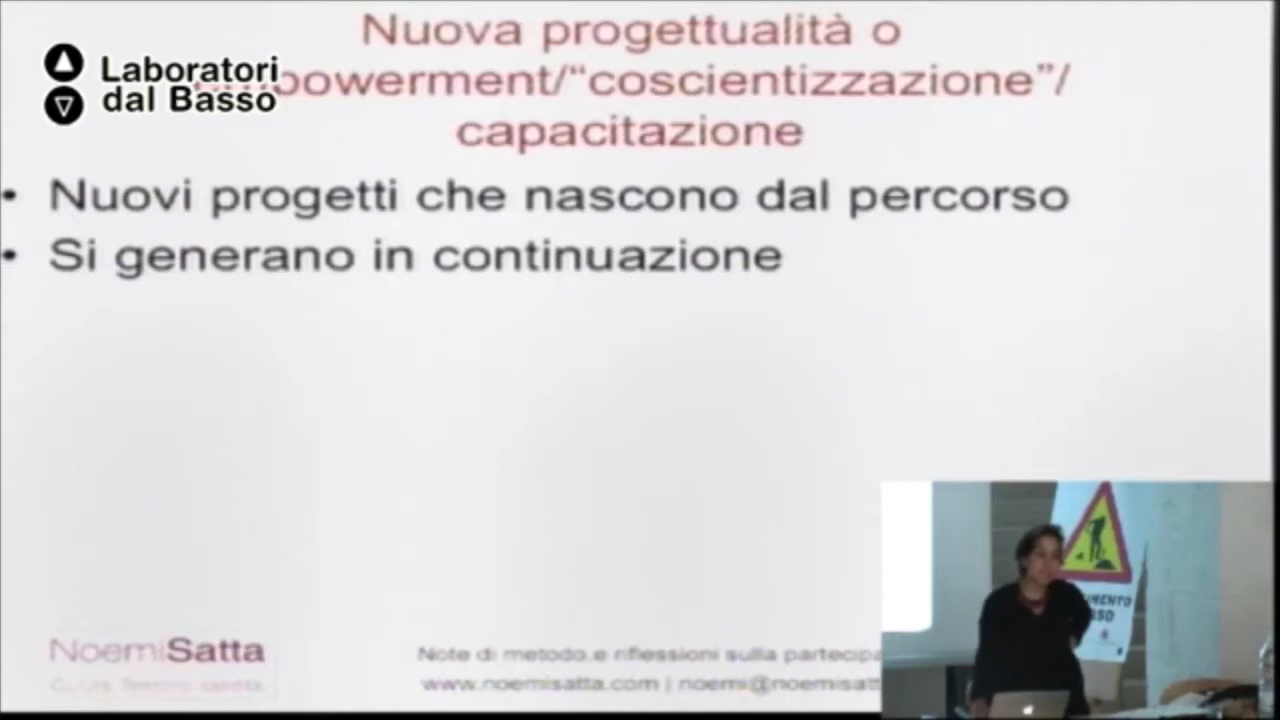 Nuova progettualità o
powerment/“coscientizzazione”/
capacitazione
Laboratori
dal Basso
• Nuovi progetti che nascono dal percorso
• Si generano in continuazione
NoemiSatta
Note di metodo e riflessioni sulla partecipa
www.noemisatta.com | noemi@noemisatt